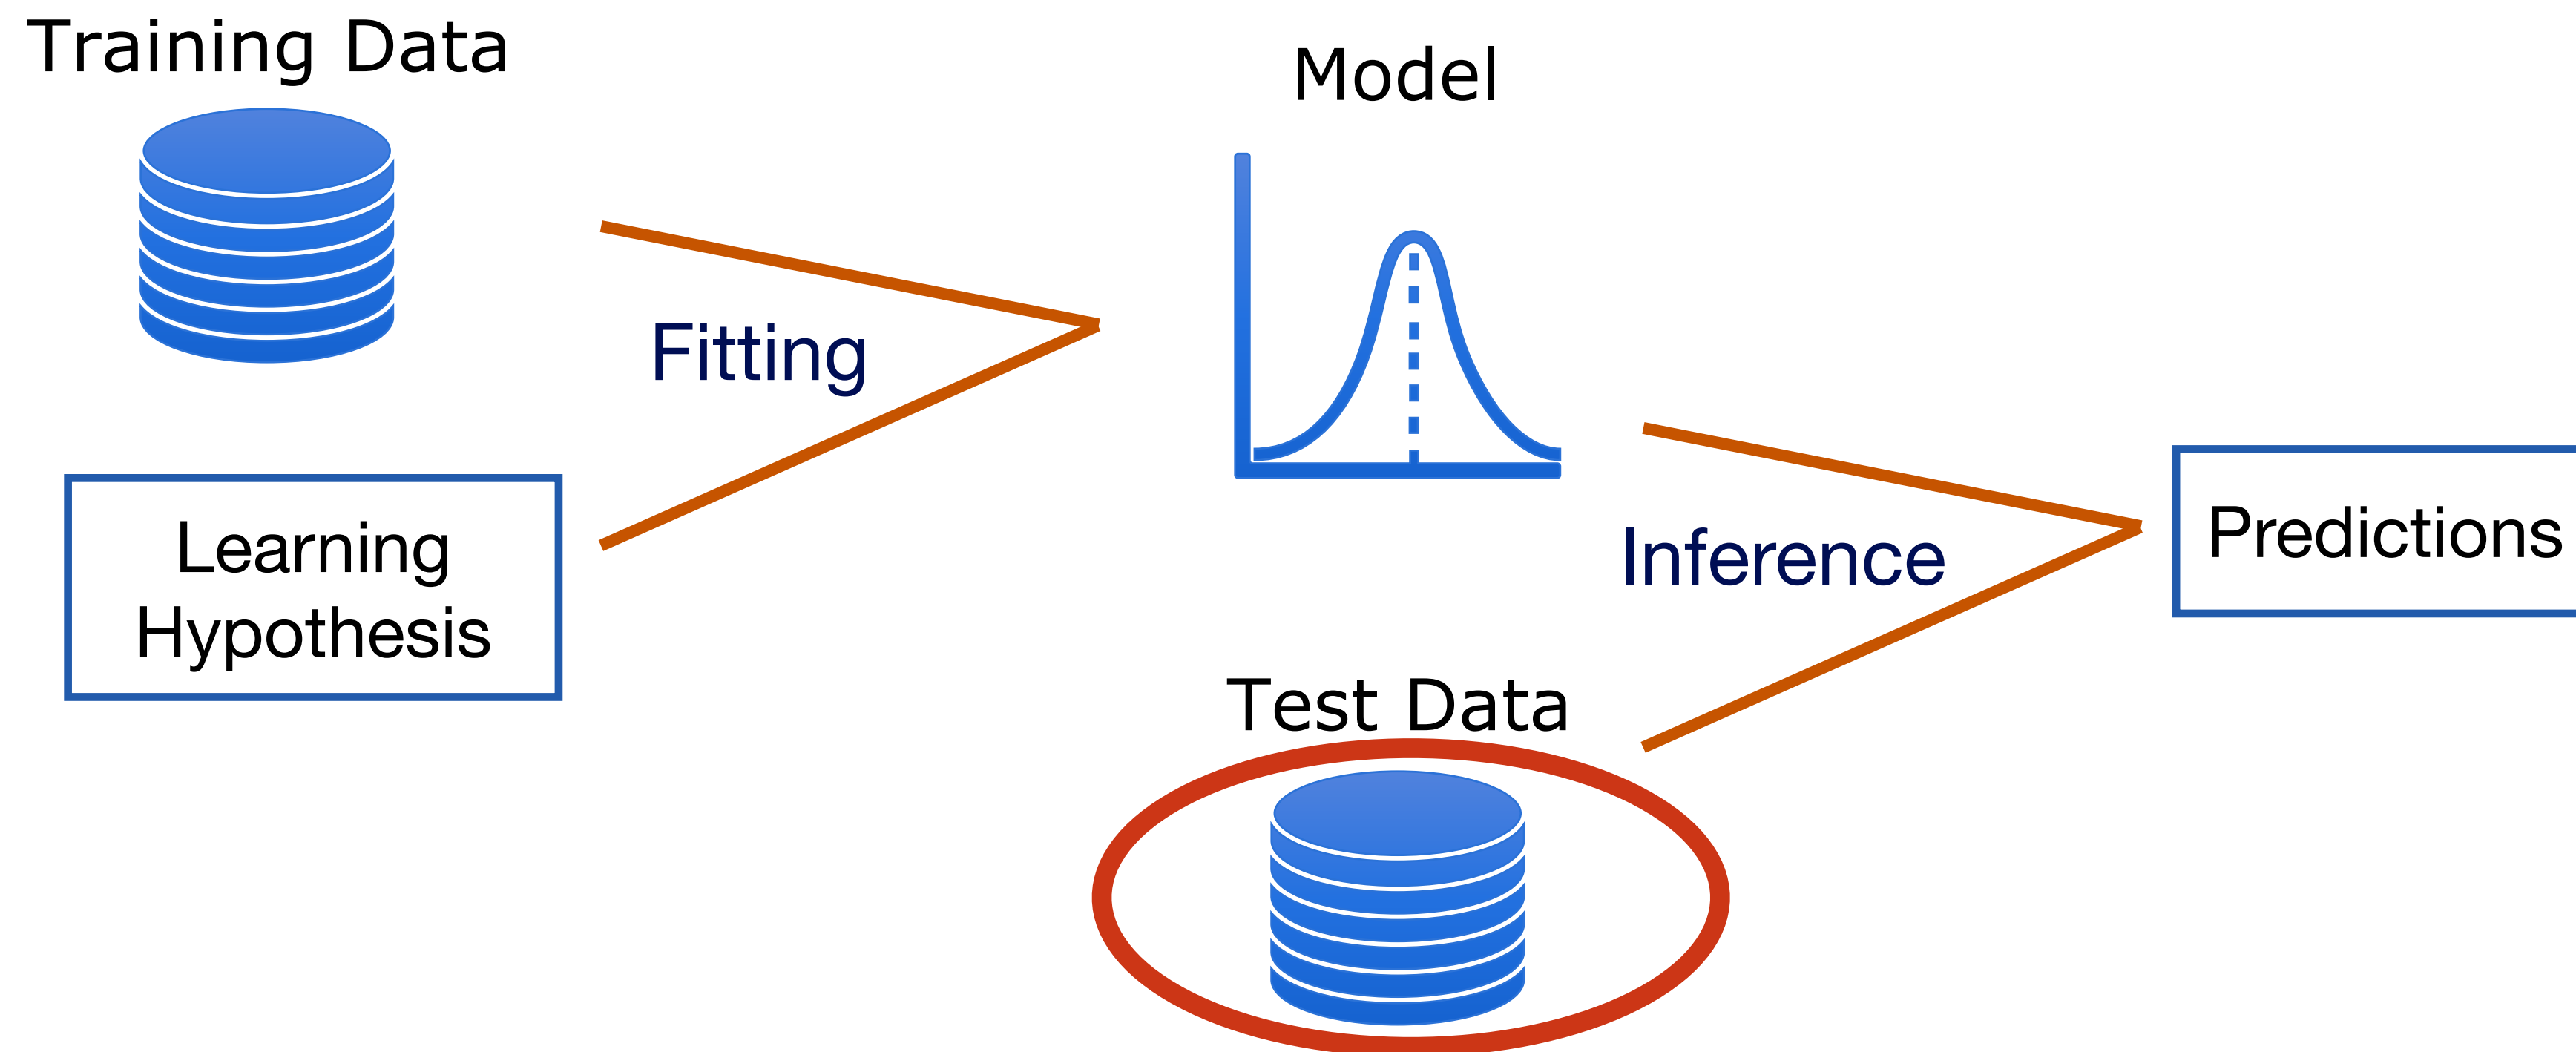 Training Data
Model
Fitting
Learning
Hypothesis
Inference
Predictions
Test Data